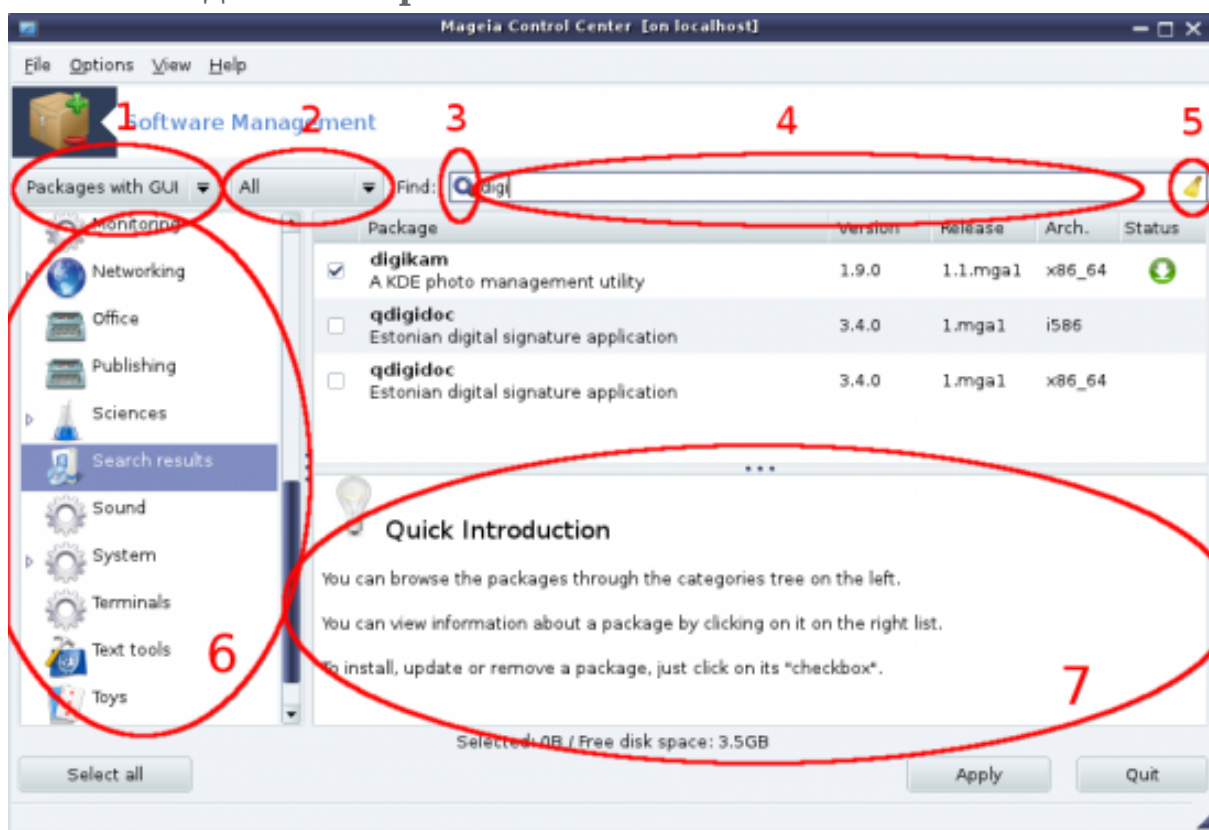 Mageia Control Center [on localhost]
File Options View Help
Software Management
1 2 3 4 5
Packages with GUI All Find: digi
Package Version Release Arch. Status
Monitoring
Networking
Office
Publishing
Sciences
Search results
Sound
System
Terminals
Text tools
Toys
6
digikam 1.9.0 1.1.mga1 x86_64
A KDE photo management utility
qdigidoc 3.4.0 1.mga1 i586
Estonian digital signature application
qdigidoc 3.4.0 1.mga1 x86_64
Estonian digital signature application
Quick Introduction
You can browse the packages through the categories tree on the left.
You can view information about a package by clicking on it on the right list.
To install, update or remove a package, just click on its "checkbox".
7
Selected: 0B / Free disk space: 3.5GB
Select all Apply Quit